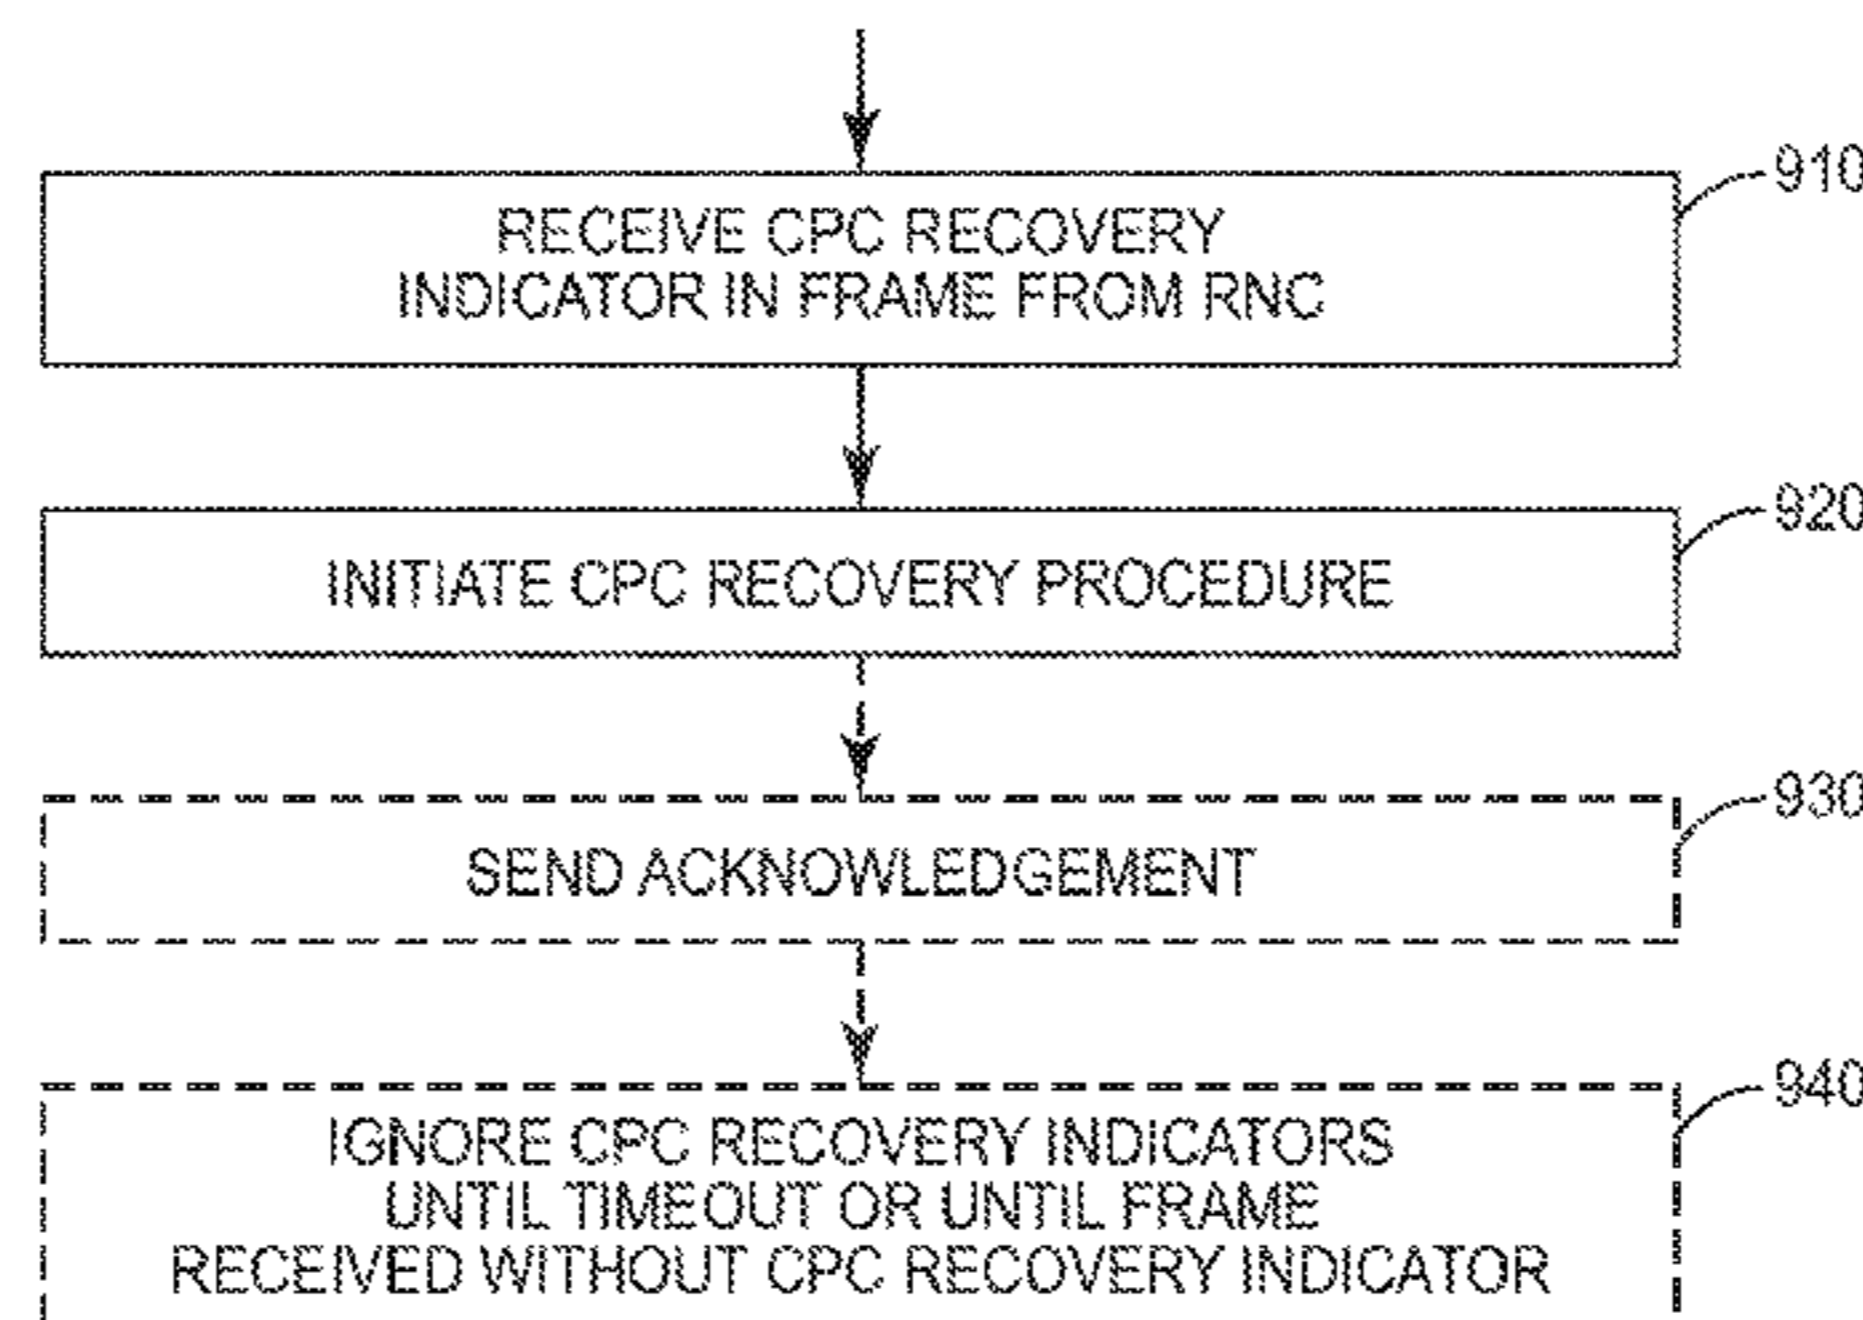 910
RECEIVE CPC RECOVERY
INDICATOR IN FRAME FROM RNC
920
INITIATE CPC RECOVERY PROCEDURE
930
SEND ACKNOWLEDGEMENT
940
IGNORE CPC RECOVERY INDICATORS
UNTIL TIMEOUT OR UNTIL FRAME
RECEIVED WITHOUT CPC RECOVERY INDICATOR